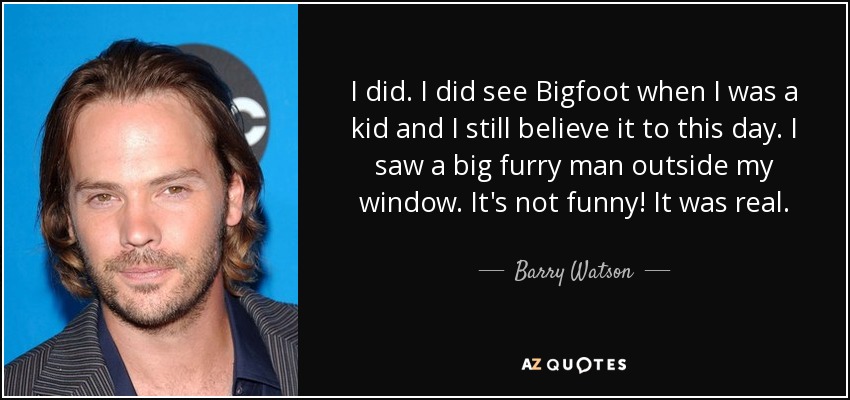 I did. I did see Bigfoot when I was a
kid and I still believe it to this day. I
saw a big furry man outside my
window. It's not funny! It was real.
Barry Watson
AZ QUOTES